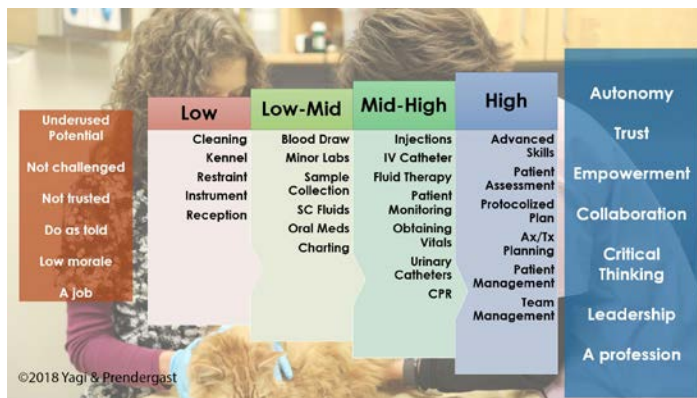 Underused
Potential
Not challenged
Not trusted
Do as told
Low morale
A job
Low
Cleaning
Kennel
Restraint
Instrument
Reception
Low-Mid
Blood Draw
Minor Labs
Sample
Collection
SC Fluids
Oral Meds
Charting
Mid-High
Injections
IV Catheter
Fluid Therapy
Patient
Monitoring
Obtaining
Vitals
Urinary
Catheters
CPR
High
Advanced
Skills
Patient
Assessment
Protocolized
Plan
Ax/Tx
Planning
Patient
Management
Team
Management
Autonomy
Trust
Empowerment
Collaboration
Critical
Thinking
Leadership
A profession
©2018 Yagi & Prendergast